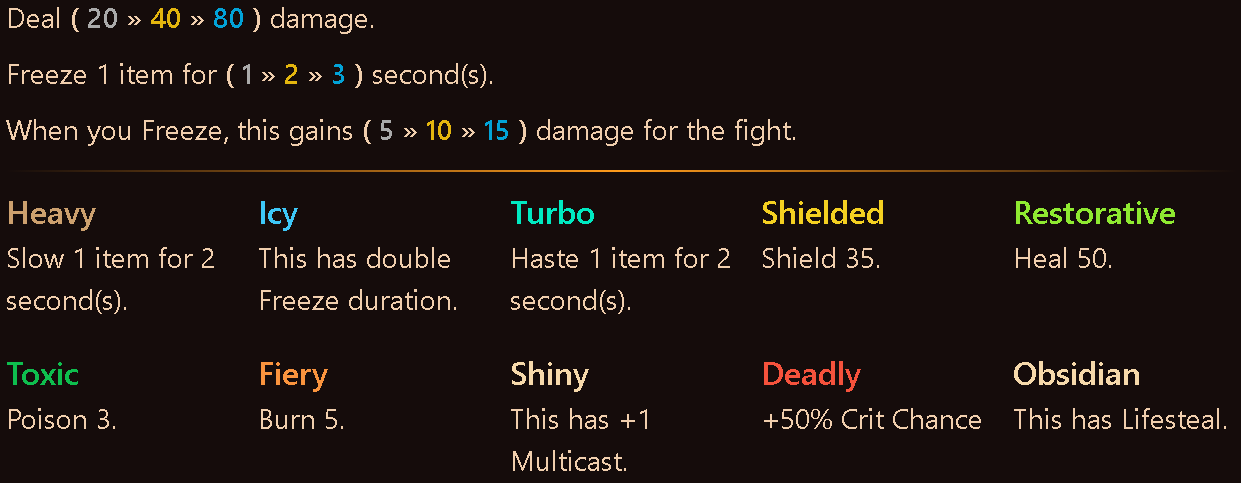 Deal ( 20 » 40 » 80 ) damage.
Freeze 1 item for ( 1 » 2 » 3 ) second(s).
When you Freeze, this gains ( 5 » 10 » 15 ) damage for the fight.
Heavy
Slow 1 item for 2
second(s).
Icy
This has double
Freeze duration.
Turbo
Haste 1 item for 2
second(s).
Shielded
Shield 35.
Restorative
Heal 50.
Toxic
Poison 3.
Fiery
Burn 5.
Shiny
This has +1
Multicast.
Deadly
+50% Crit Chance
Obsidian
This has Lifesteal.